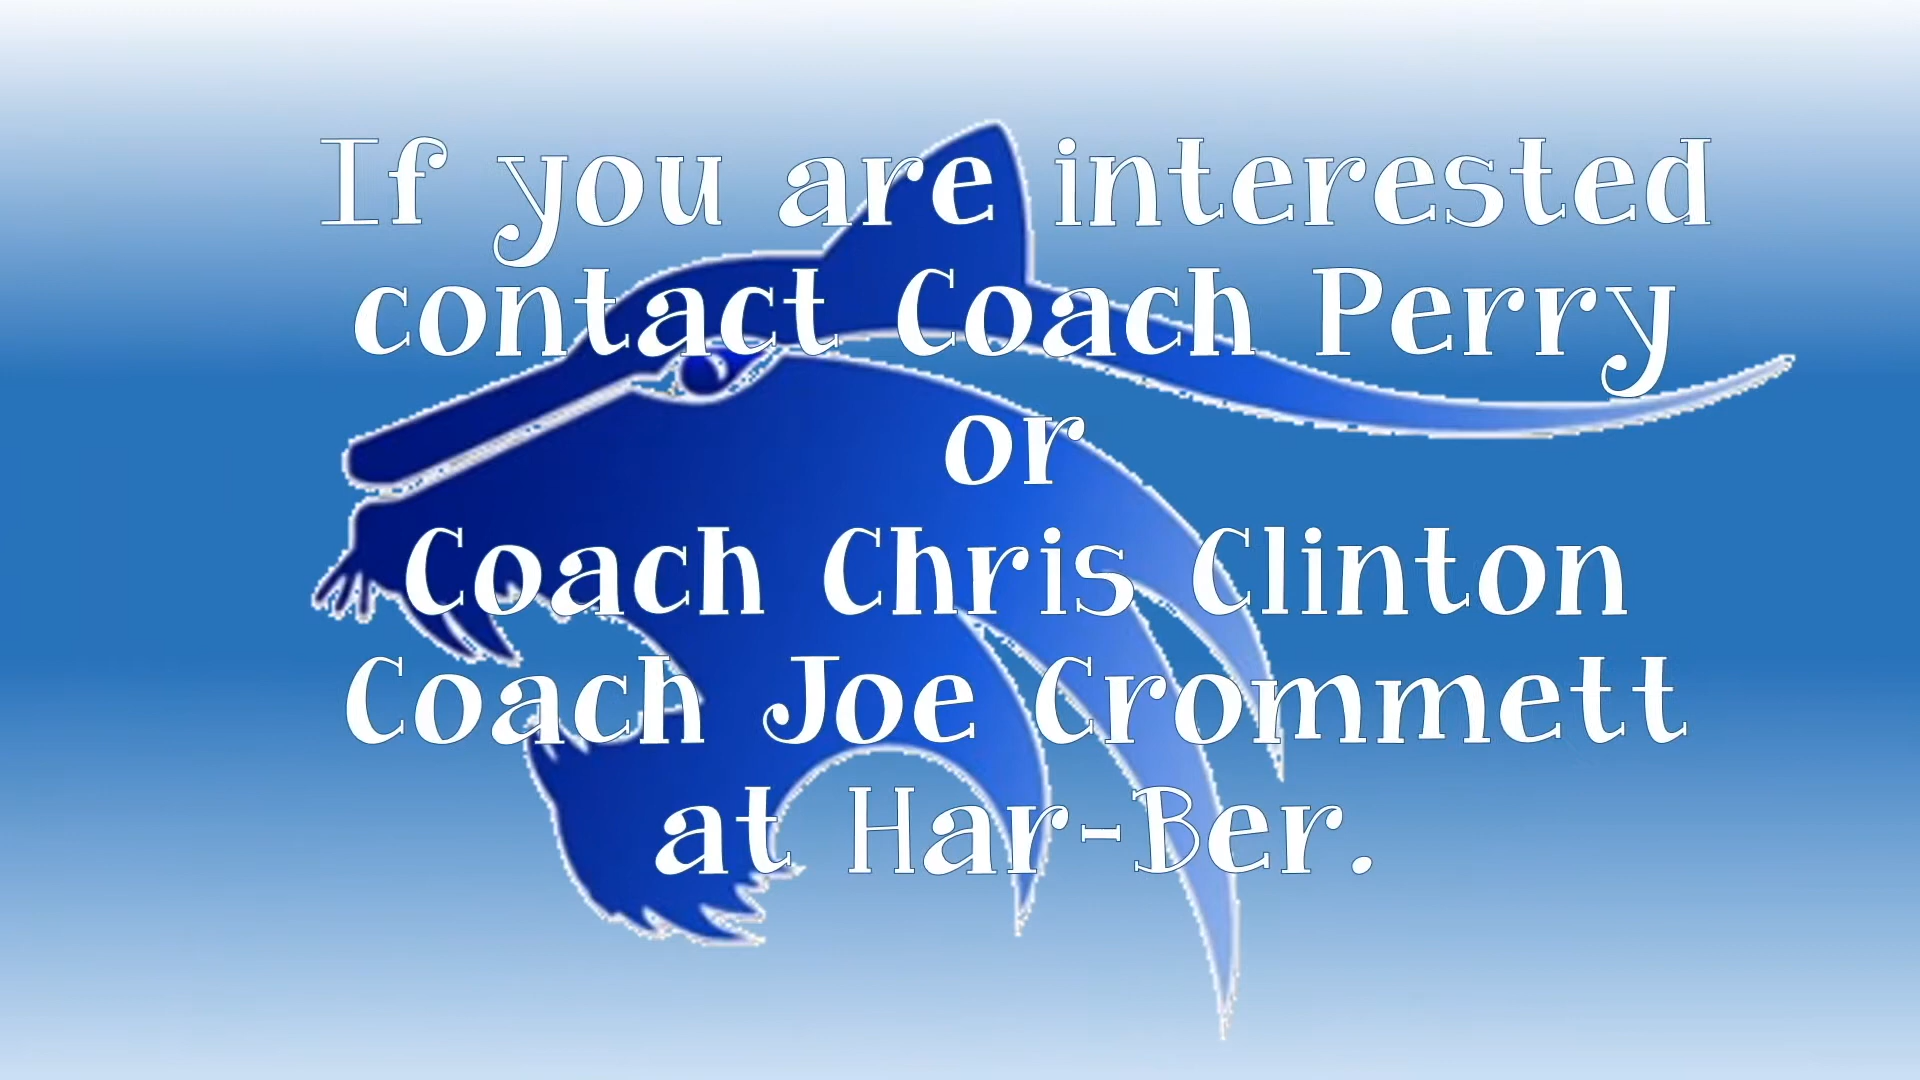 If you are interested
contact Coach Perry
or
Coach Chris Clinton
Coach Joe Crommett
at Har-Ber.